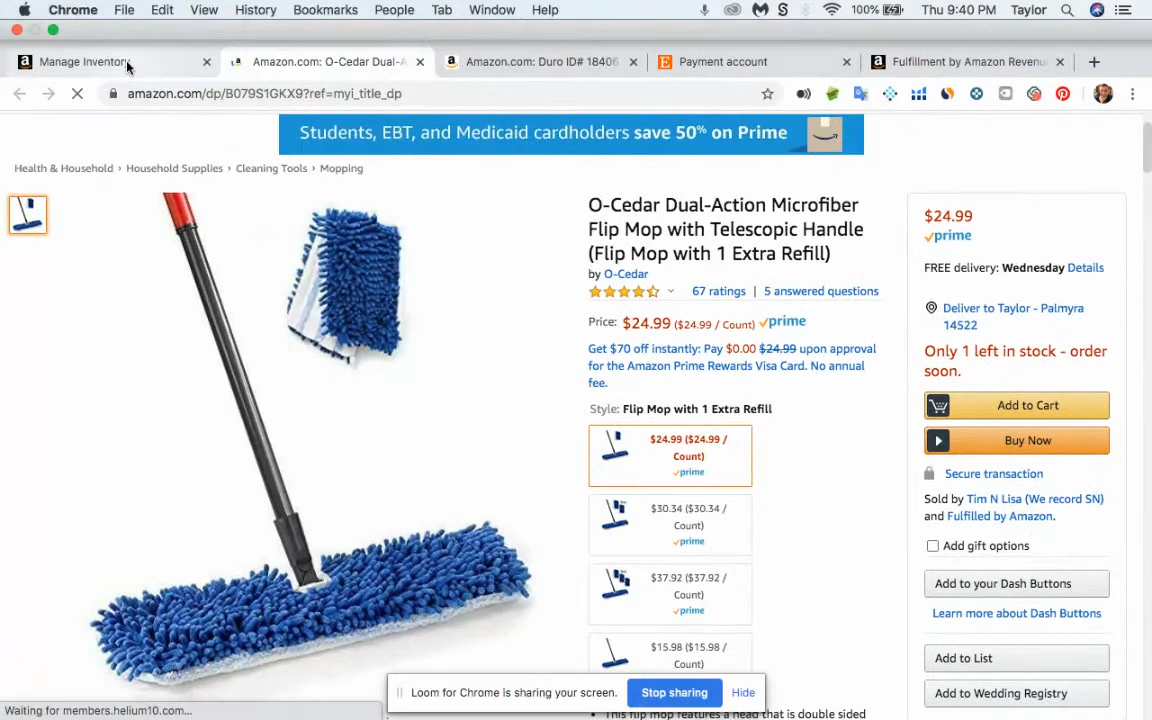 Chrome File Edit View History Bookmarks People Tab Window Help
100% Thu 9:40 PM Taylor
Manage Inventory
Amazon.com: O-Cedar Dual-A
Amazon.com: Duro ID# 18406
Payment account
Fulfillment by Amazon Revenu
amazon.com/dp/B079S1GKX9?ref=myi_title_dp
Students, EBT, and Medicaid cardholders save 50% on Prime
Health & Household › Household Supplies › Cleaning Tools › Mopping
O-Cedar Dual-Action Microfiber
Flip Mop with Telescopic Handle
(Flip Mop with 1 Extra Refill)
by O-Cedar
67 ratings | 5 answered questions
Price: $24.99 ($24.99 / Count) prime
Get $70 off instantly: Pay $0.00 $24.99 upon approval
for the Amazon Prime Rewards Visa Card. No annual
fee.
Style: Flip Mop with 1 Extra Refill
$24.99 ($24.99 /
Count)
prime
$30.34 ($30.34 /
Count)
prime
$37.92 ($37.92 /
Count)
prime
$15.98 ($15.98 /
Count)
This flip mop features a head that is double sided
$24.99
prime
FREE delivery: Wednesday Details
Deliver to Taylor - Palmyra
14522
Only 1 left in stock - order
soon.
Add to Cart
Buy Now
Secure transaction
Sold by Tim N Lisa (We record SN)
and Fulfilled by Amazon.
Add gift options
Add to your Dash Buttons
Learn more about Dash Buttons
Add to List
Add to Wedding Registry
Loom for Chrome is sharing your screen. Stop sharing Hide
Waiting for members.helium10.com...